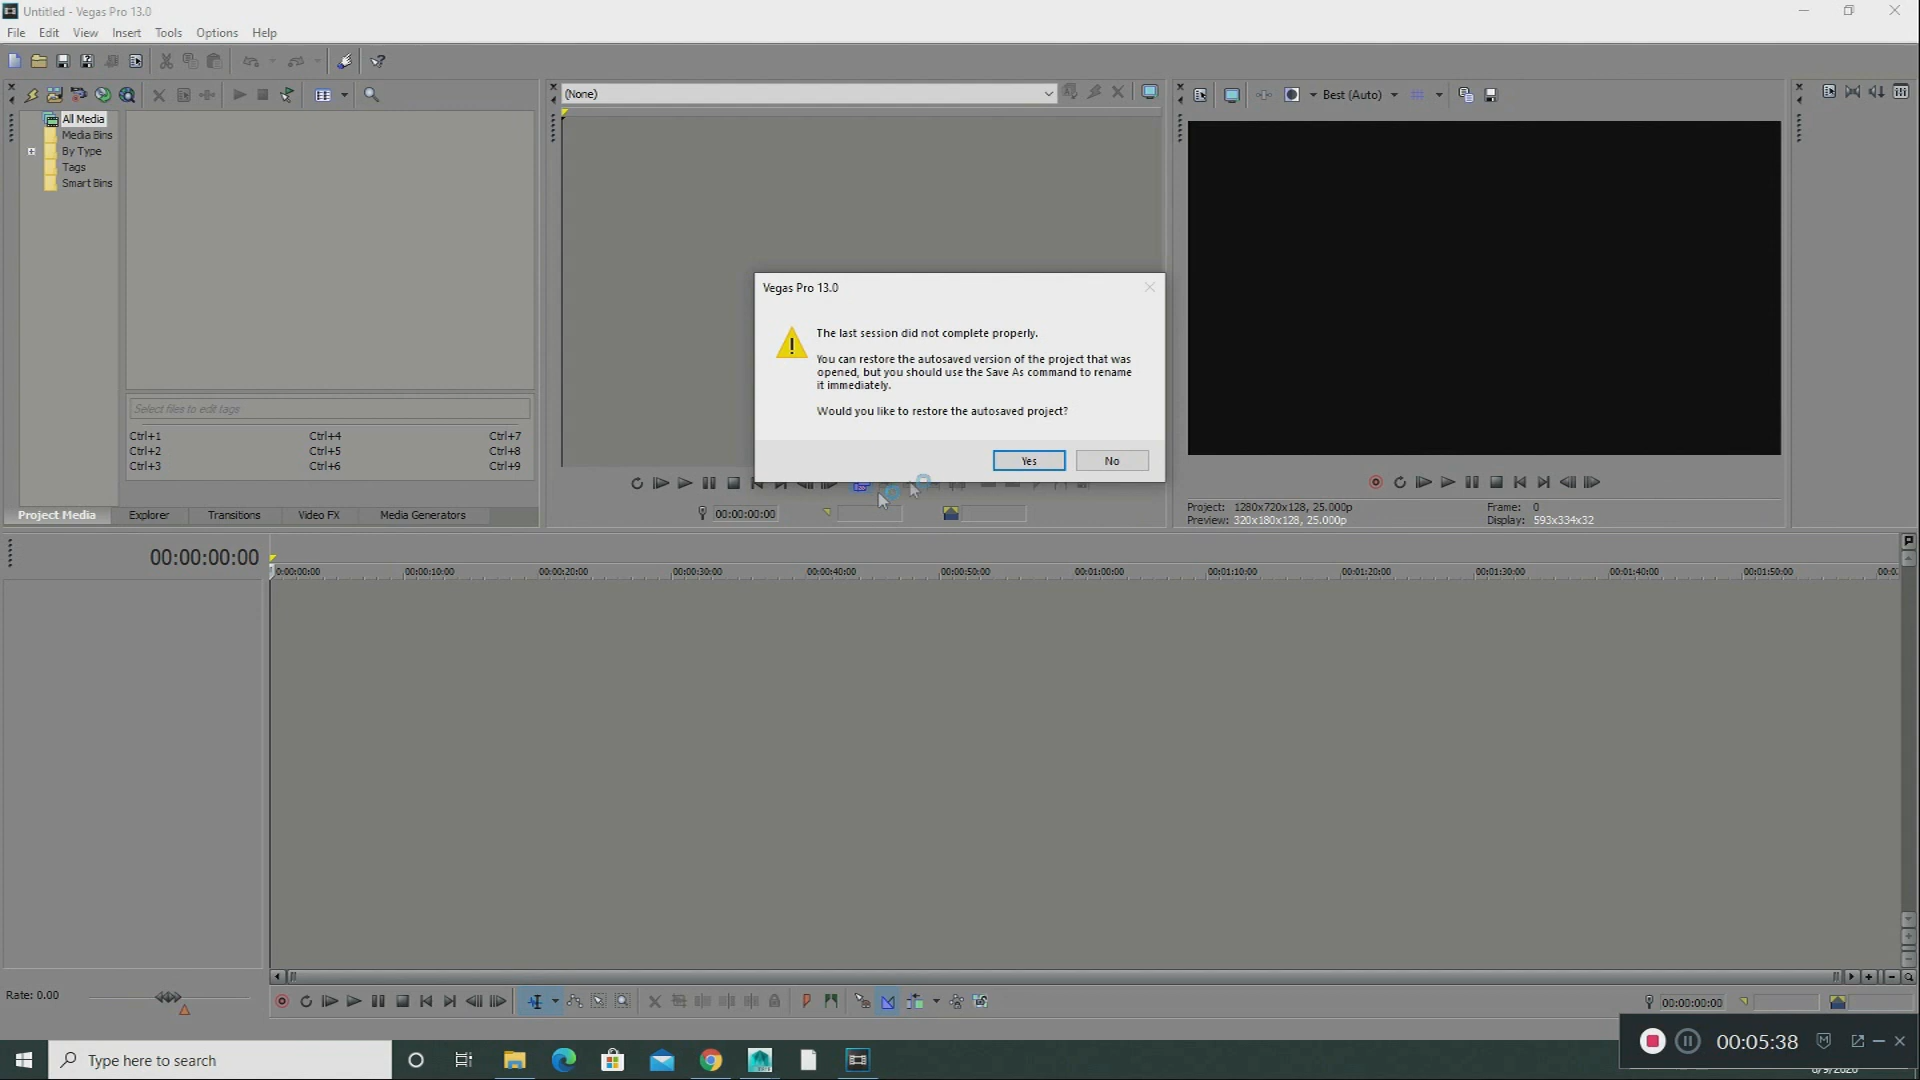 Untitled - Vegas Pro 13.0
File Edit View Insert Tools Options Help
(None)
Best (Auto)
All Media
Media Bins
By Type
Tags
Smart Bins
Select files to edit tags
Ctrl+1 Ctrl+4 Ctrl+7
Ctrl+2 Ctrl+5 Ctrl+8
Ctrl+3 Ctrl+6 Ctrl+9
Project Media Explorer Transitions Video FX Media Generators
Vegas Pro 13.0
The last session did not complete properly.
You can restore the autosaved version of the project that was
opened, but you should use the Save As command to rename
it immediately.
Would you like to restore the autosaved project?
Yes No
00:00:00:00
Project: 1280x720x128, 25.000p Frame: 0
Preview: 320x180x128, 25.000p Display: 593x334x32
00:00:00:00
0:00:00:00 00:00:10:00 00:00:20:00 00:00:30:00 00:00:40:00 00:00:50:00 00:01:00:00 00:01:10:00 00:01:20:00 00:01:30:00 00:01:40:00 00:01:50:00
Rate: 0.00
00:00:00:00
Type here to search
00:05:38